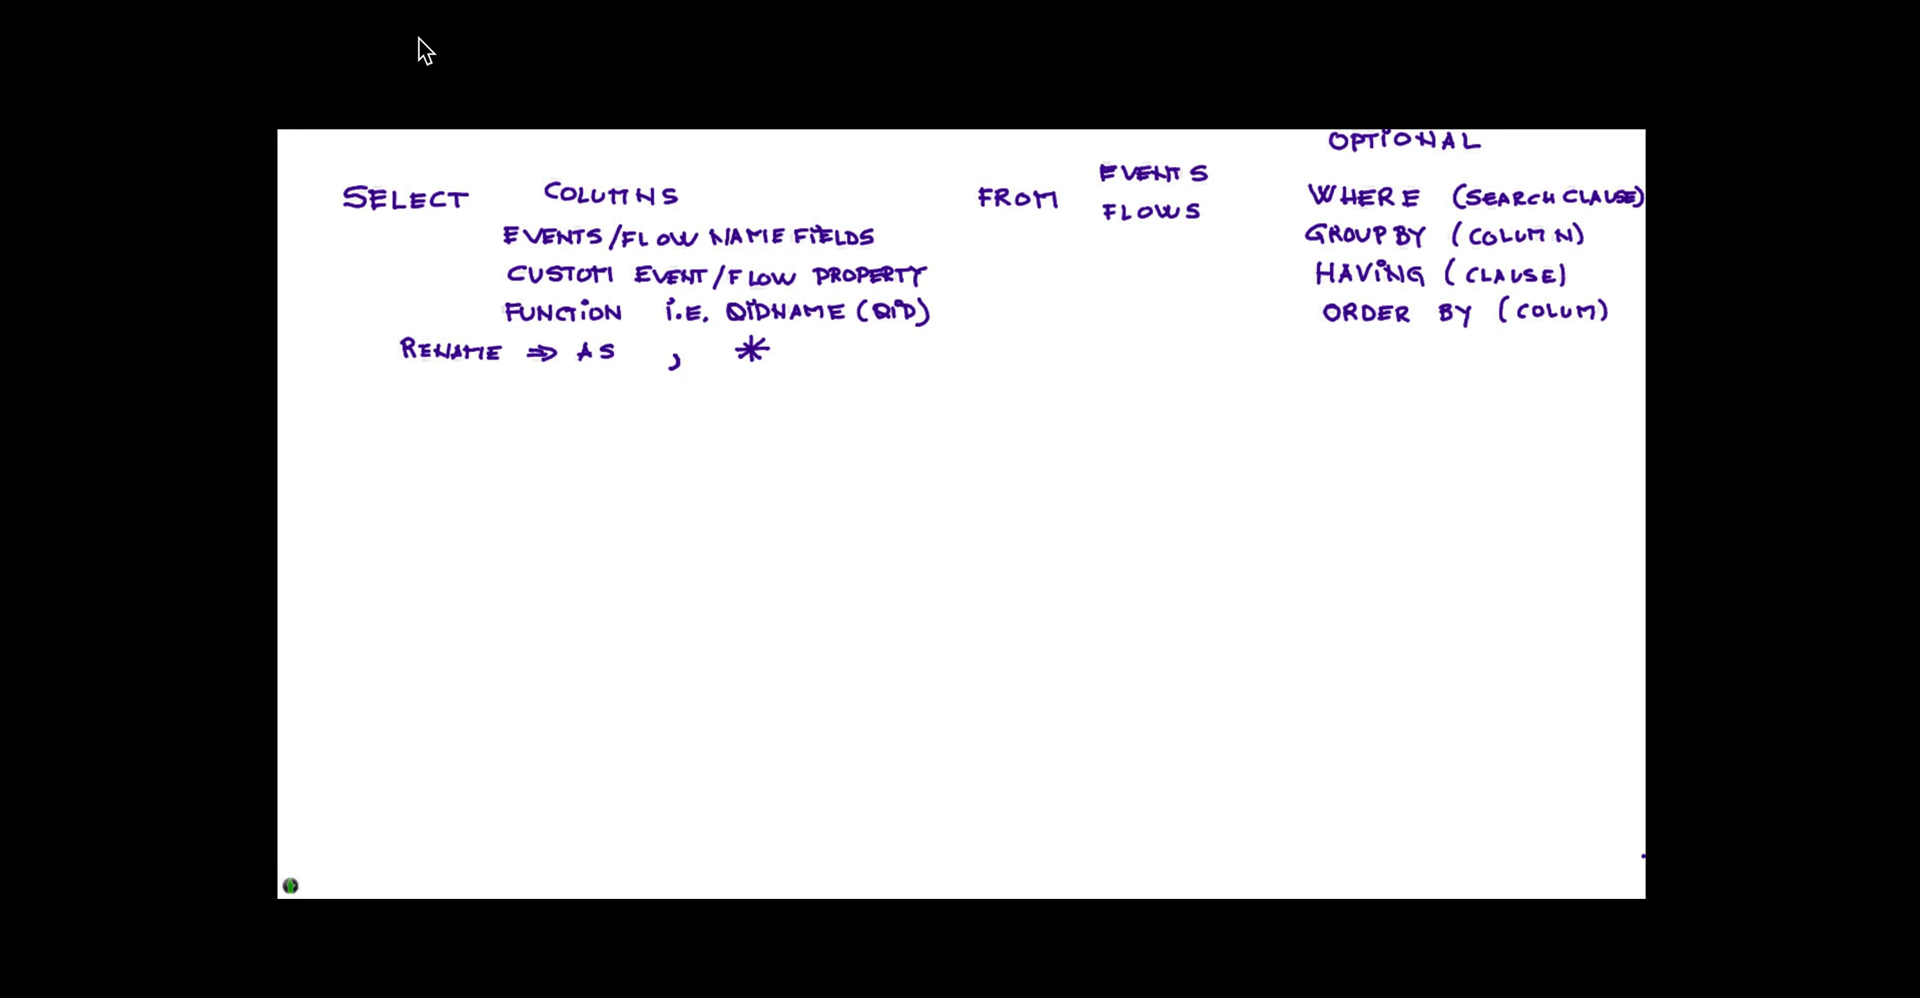 OPTIONAL
SELECT COLUMNS FROM EVENTS WHERE (SEARCH CLAUSE)
FLOWS
EVENTS/FLOW NAME FIELDS GROUP BY (COLUMN)
CUSTOM EVENT/FLOW PROPERTY HAVING (CLAUSE)
FUNCTION i.E. QIDNAME (QID) ORDER BY (COLUM)
RENAME ⇒ AS , *